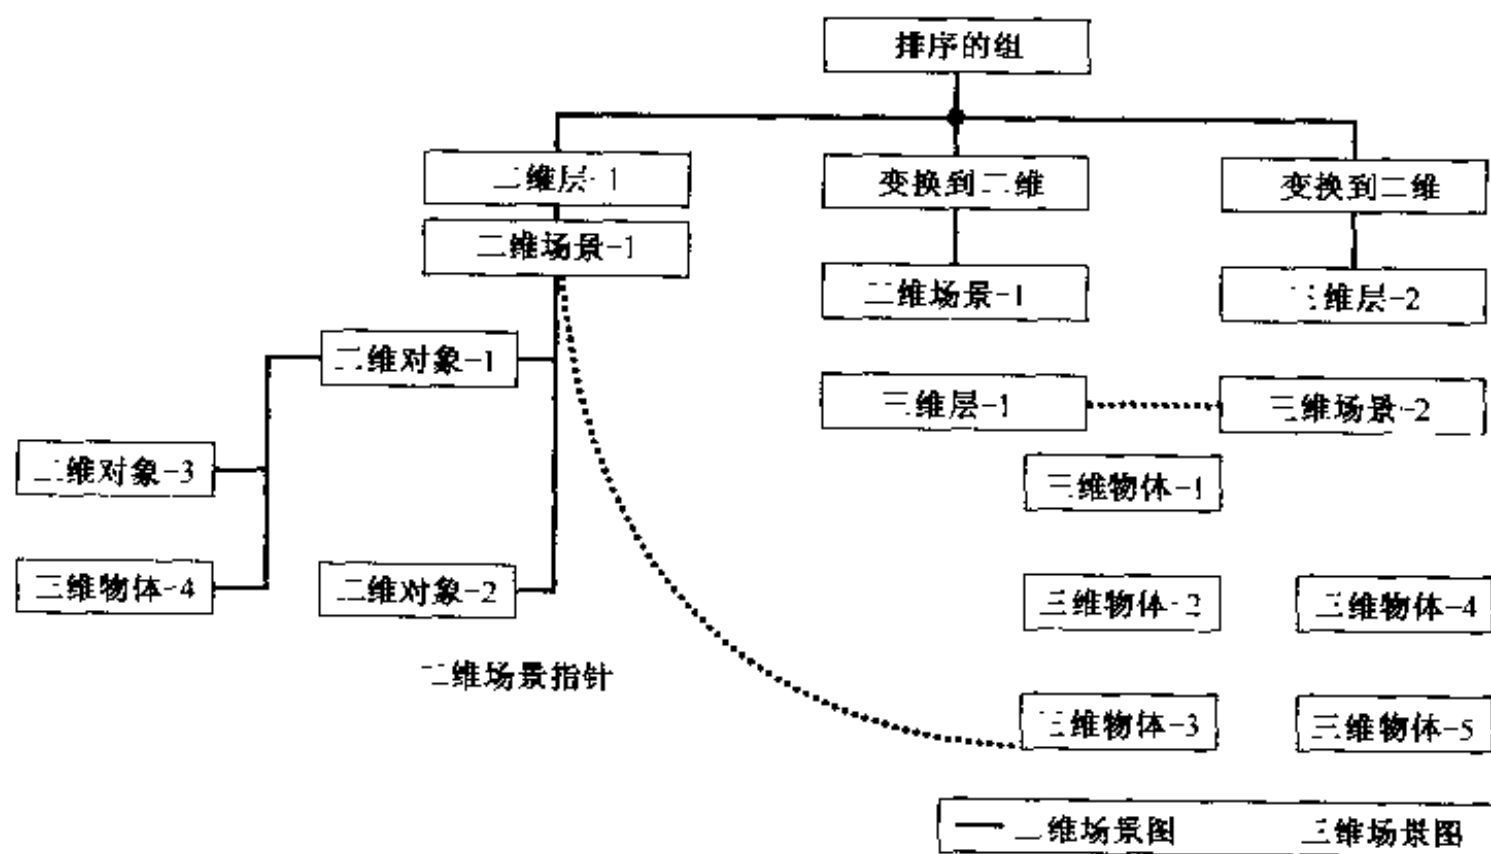 排序的组
二维层-1
变换到二维
变换到二维
二维场景-1
二维场景-1
三维层-2
二维对象-1
三维层-1
三维场景-2
二维对象-3
三维物体-1
三维物体-4
二维对象-2
三维物体-2
三维物体-4
维场景指针
三维物体-3
三维物体-5
二维场景图
三维场景图